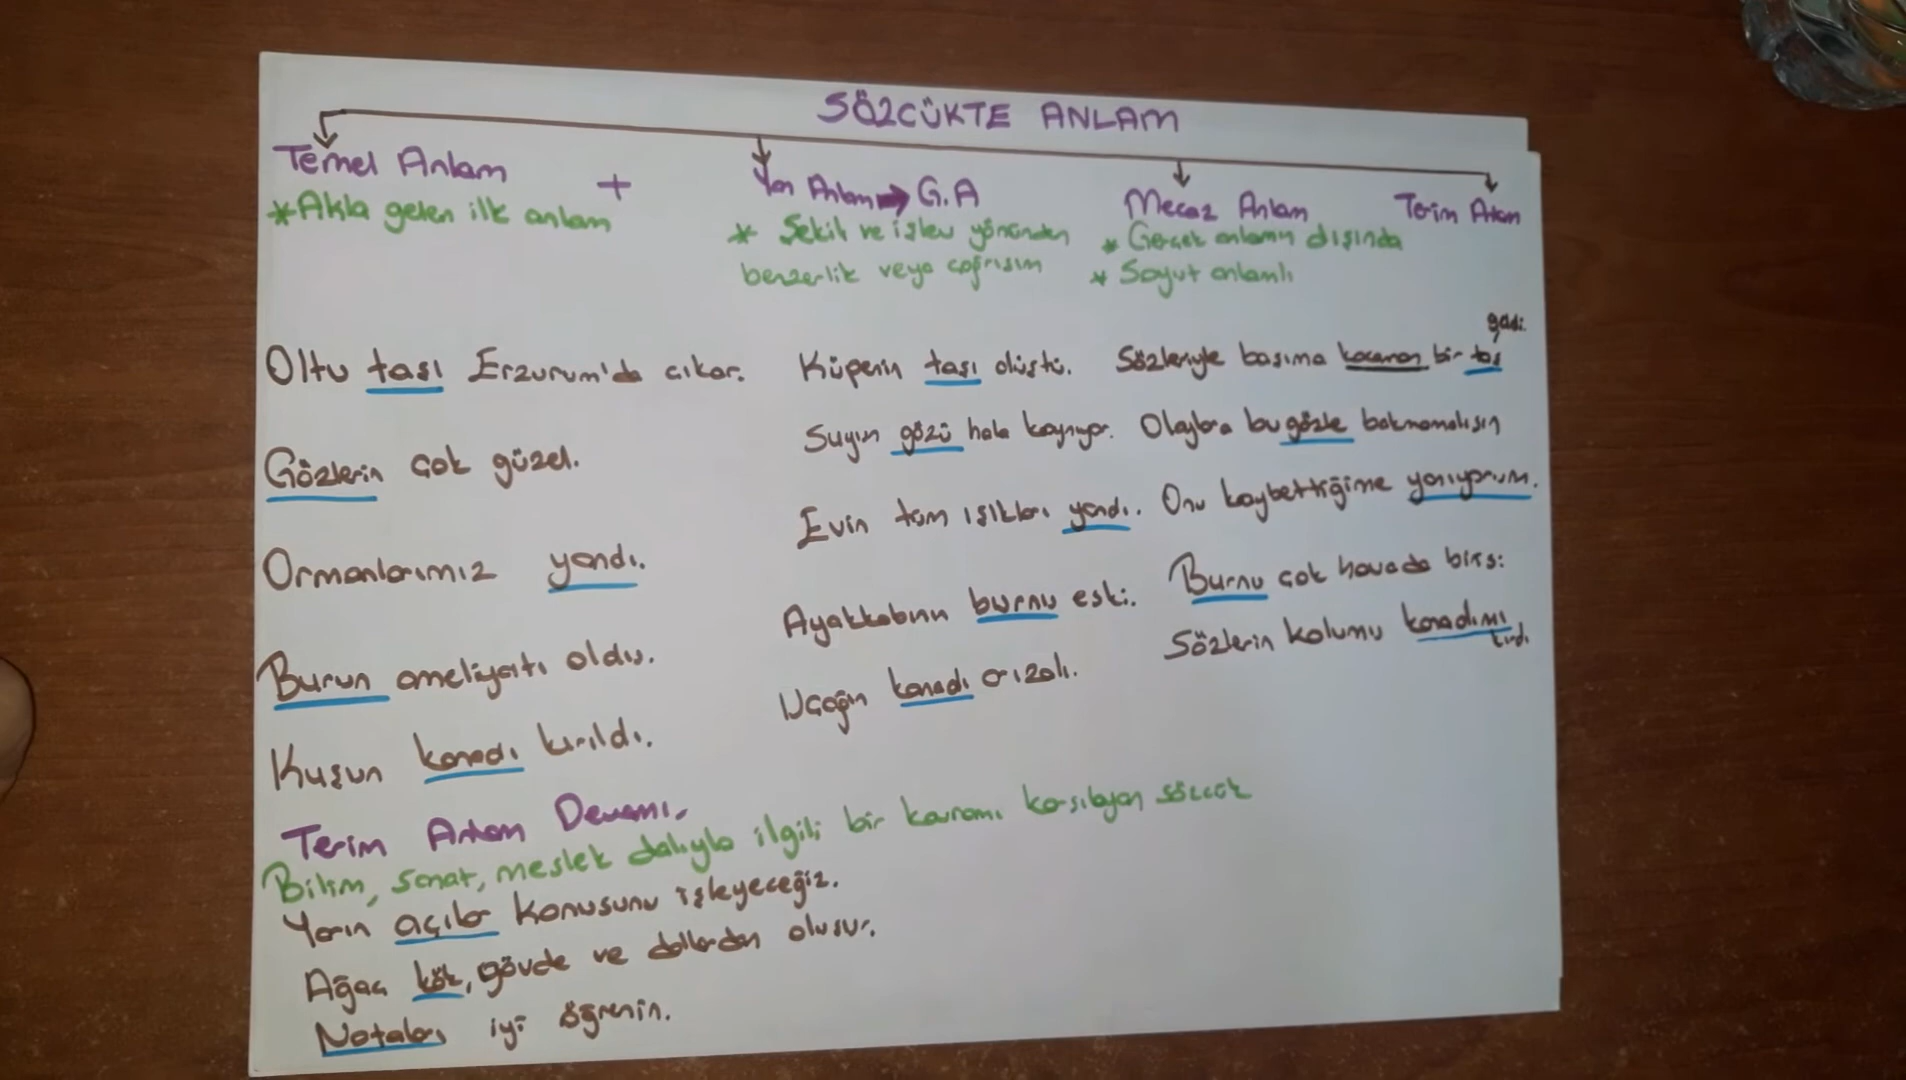 SÖZCÜKTE ANLAM
Temel Anlam + Yan Anlam → G.A Mecaz Anlam Terim Anlam
*Akla gelen ilk anlam
* Şekil ve işlev yönünden
benzerlik veya çağrışım
* Gerçek anlamın dışında
* Soyut anlamlı
Oltu taşı Erzurum'da çıkar.
Gözlerin çok güzel.
Ormanlarımız yandı.
Burun ameliyatı oldu.
Kuşun kanadı kırıldı.
Küpenin taşı düştü.
Suyun gözü hala kaynıyor.
Evin tüm ışıkları yandı.
Ayakkabının burnu eski.
Uçağın kanadı arızalı.
Sözleriyle başıma kocaman bir taş
Olaylara bu gözle bakmamalısın
Onu kaybettiğime yanıyorum.
Burnu çok havada birisi
Sözlerin kolumu kanadımı
kırdı
Terim Anlam Devamı.
Bilim, sanat, meslek dalıyla ilgili bir kavramı karşılayan sözcük
Yarın açılar konusunu işleyeceğiz.
Ağaç kök, gövde ve dallardan oluşur.
Notaları iyi öğrenin.